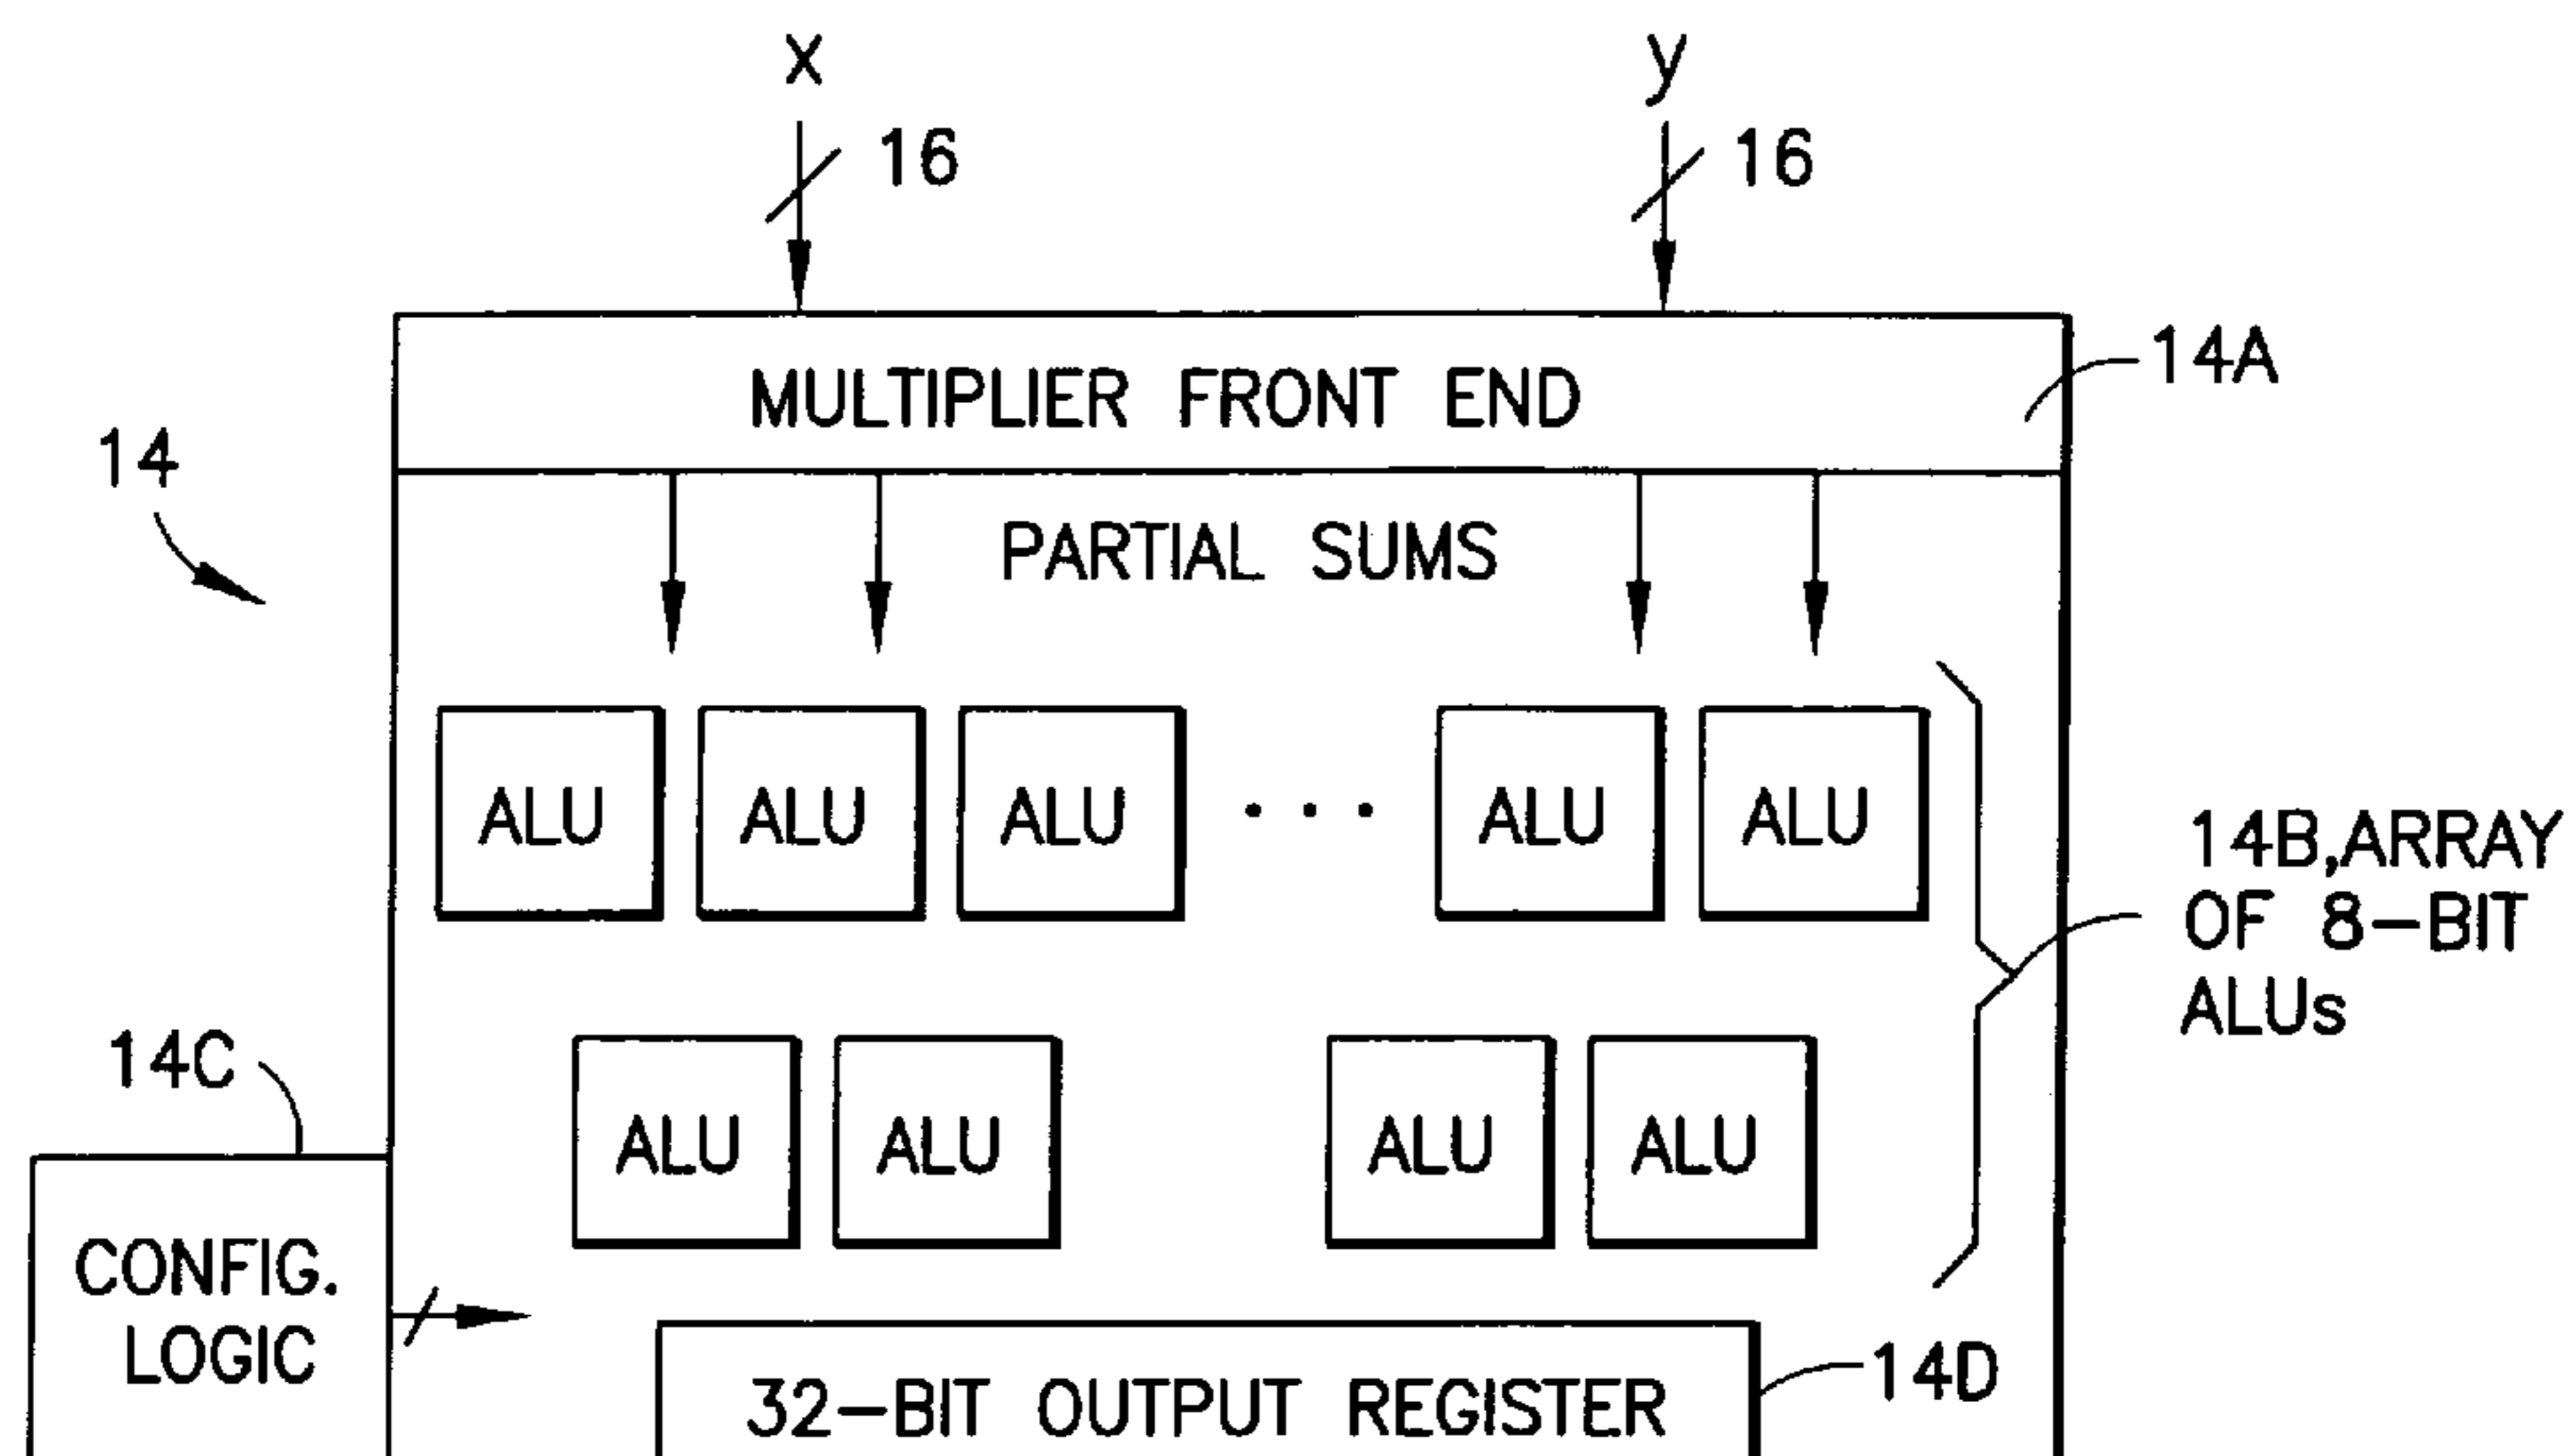 x
y
16
16
MULTIPLIER FRONT END
14A
14
PARTIAL SUMS
ALU ALU ALU . . . ALU ALU
14B,ARRAY
OF 8-BIT
ALUs
14C
ALU ALU ALU ALU
CONFIG.
LOGIC
14D
32-BIT OUTPUT REGISTER